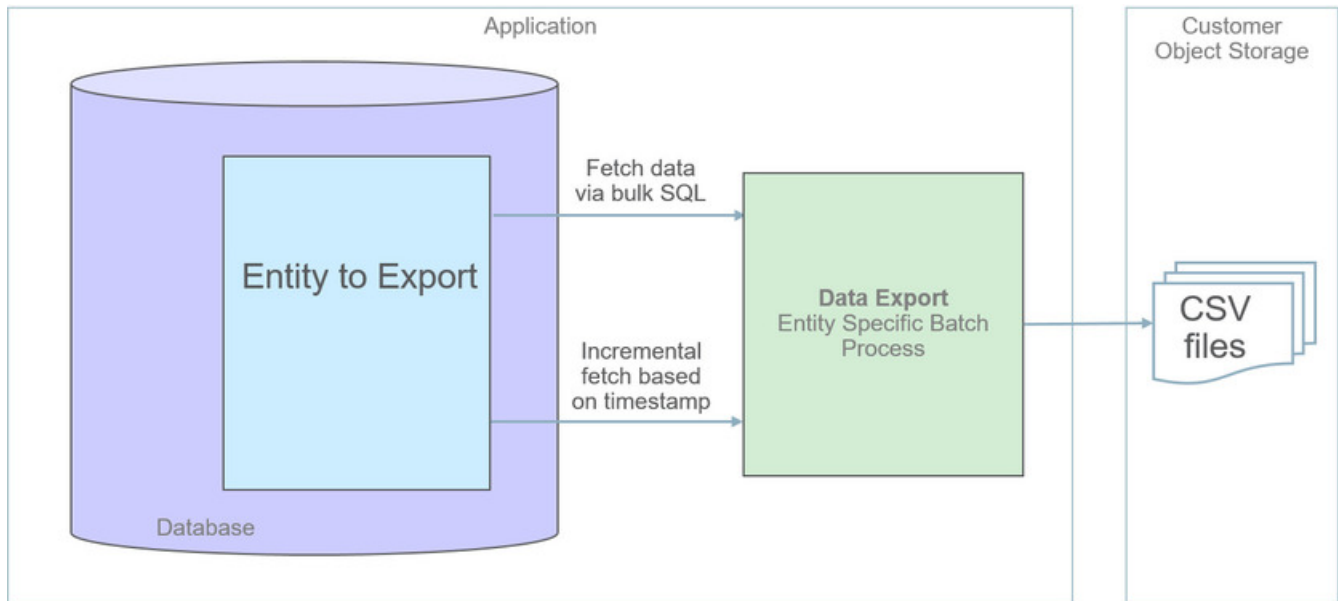 Application
Customer
Object Storage
Fetch data
via bulk SQL
Entity to Export
Data Export
Entity Specific Batch
Process
CSV
files
Incremental
fetch based
on timestamp
Database